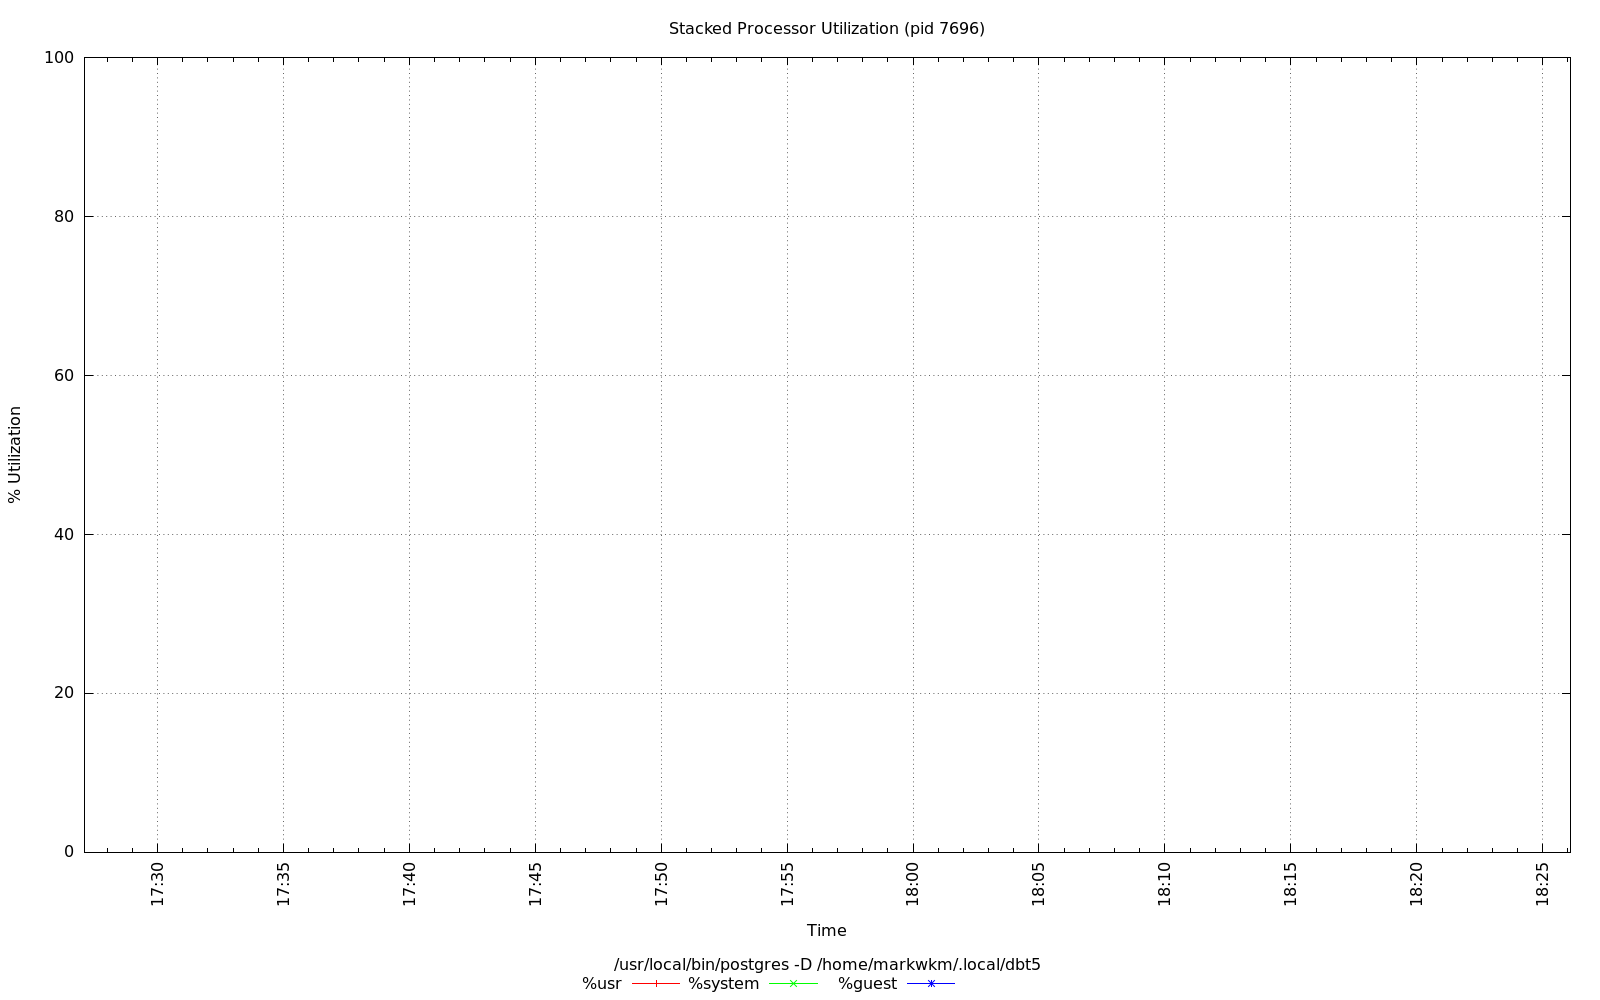 Stacked Processor Utilization (pid 7696)
100
80
60
40
20
0
% Utilization
17:30 17:35 17:40 17:45 17:50 17:55 18:00 18:05 18:10 18:15 18:20 18:25
Time
/usr/local/bin/postgres -D /home/markwkm/.local/dbt5
%usr %system %guest